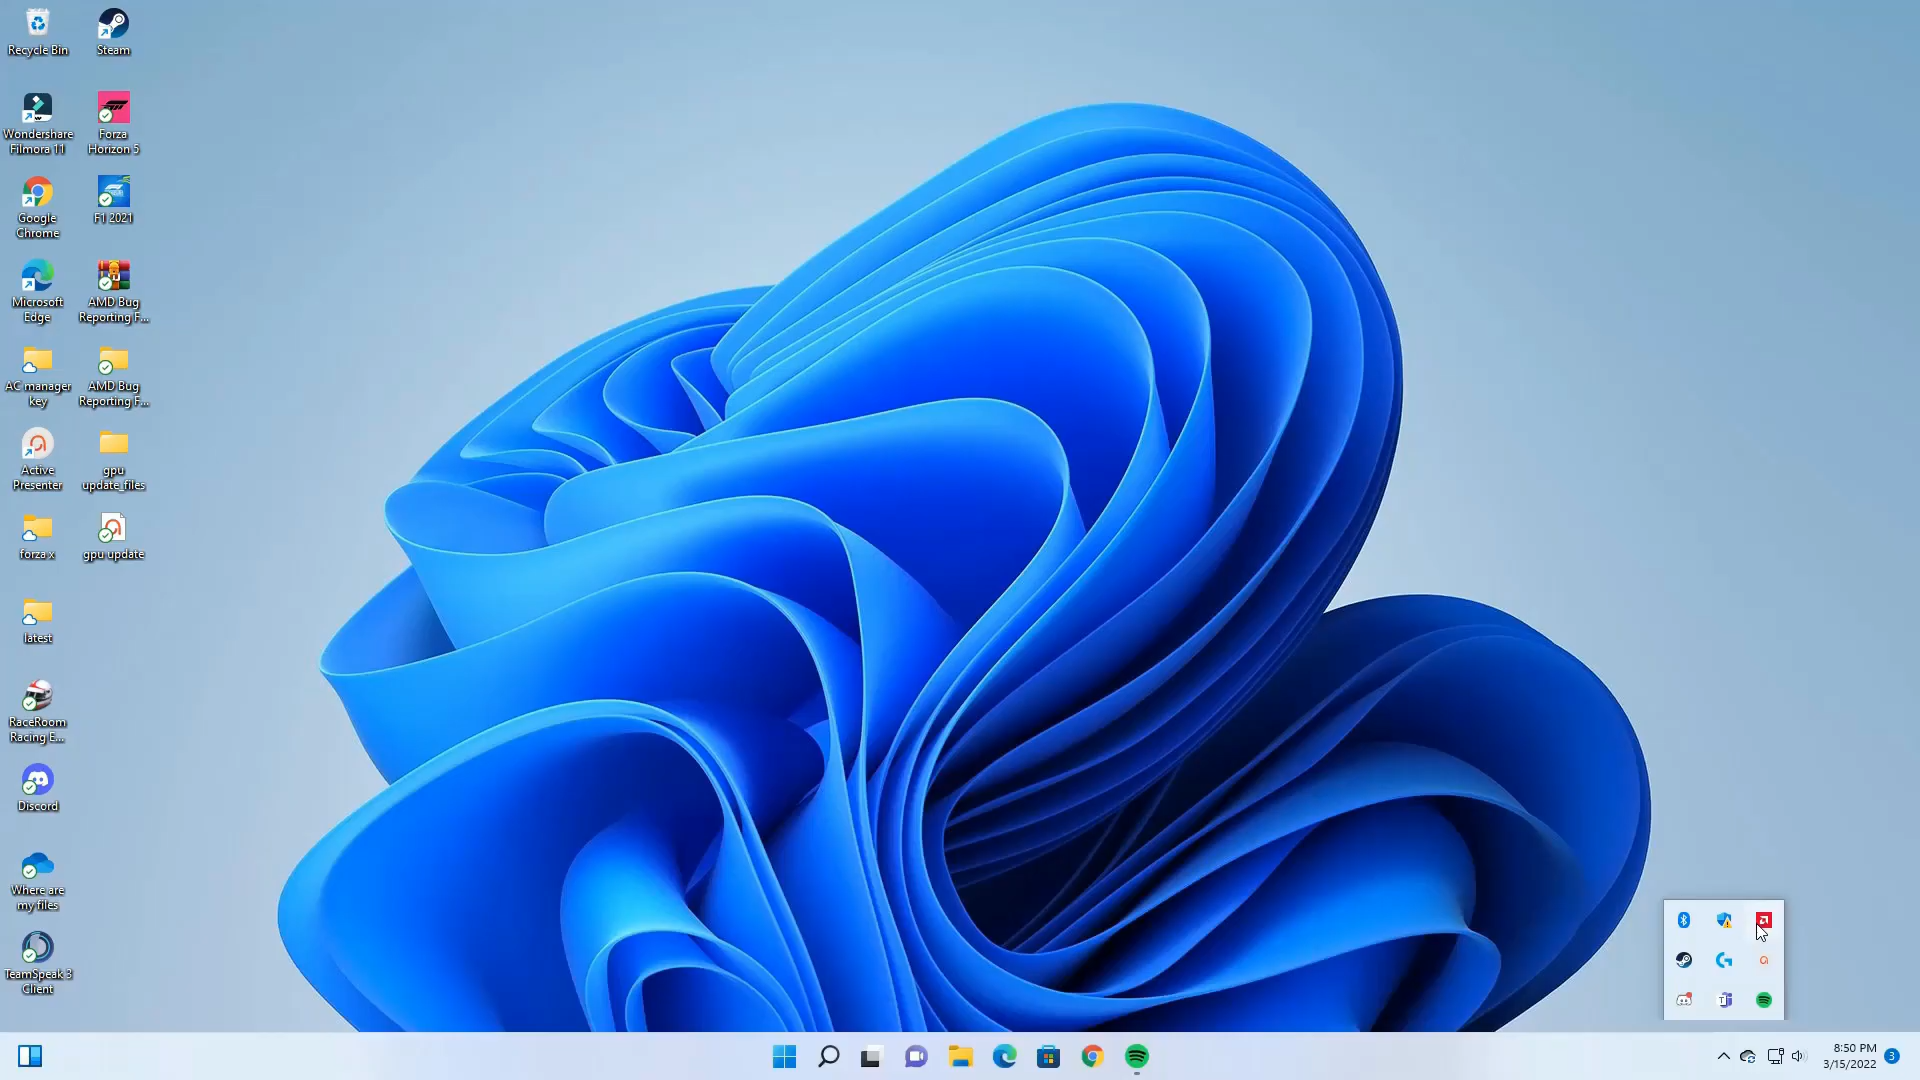 Recycle Bin
Steam
Wondershare
Filmora 11
Forza
Horizon 5
Google
Chrome
F1 2021
Microsoft
Edge
AMD Bug
Reporting F...
AC manager
key
AMD Bug
Reporting F...
Active
Presenter
gpu
update_files
forza x
gpu update
latest
RaceRoom
Racing E...
Discord
Where are
my files
TeamSpeak 3
Client
8:50 PM
3/15/2022
3